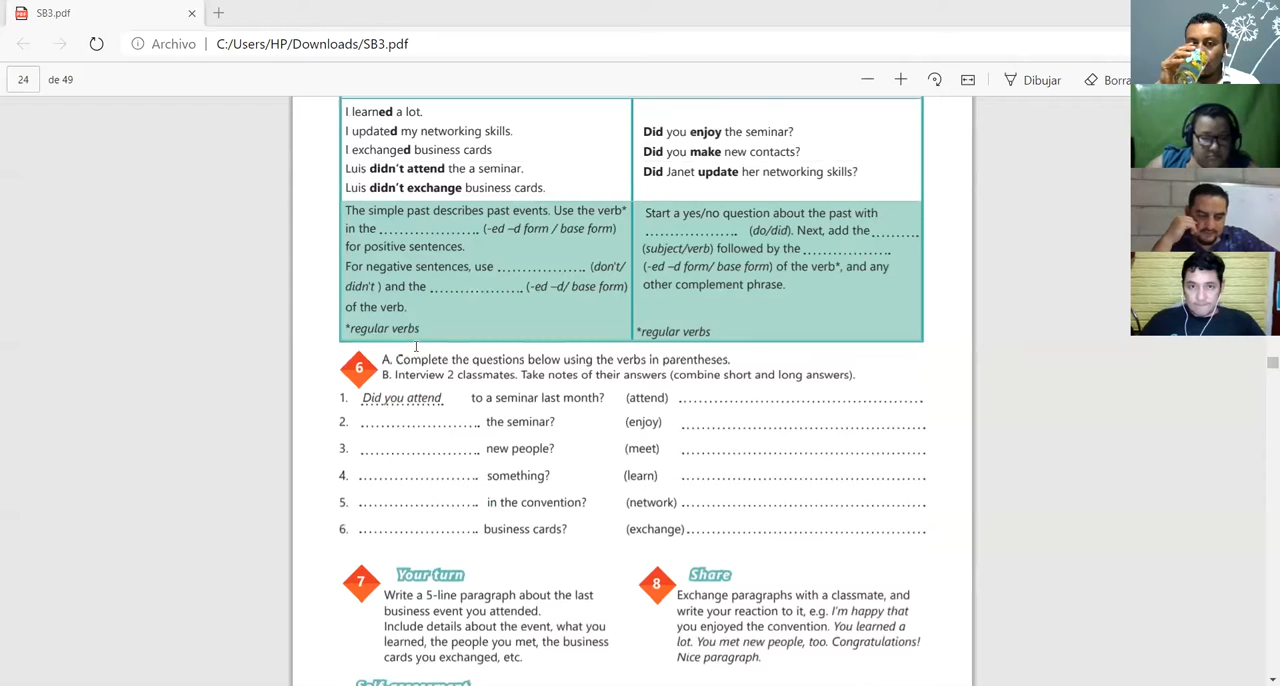 SB3.pdf
Archivo C:/Users/HP/Downloads/SB3.pdf
24 de 49 Dibujar
I learned a lot.
I updated my networking skills.
I exchanged business cards
Luis didn't attend the a seminar.
Luis didn't exchange business cards.
Did you enjoy the seminar?
Did you make new contacts?
Did Janet update her networking skills?
The simple past describes past events. Use the verb*
in the .................... (-ed –d form / base form)
for positive sentences.
For negative sentences, use .................. (don't/
didn't ) and the ................... (-ed –d/ base form)
of the verb.
*regular verbs
Start a yes/no question about the past with
................... (do/did). Next, add the ..........
(subject/verb) followed by the ..................
(-ed –d form/ base form) of the verb*, and any
other complement phrase.
*regular verbs
6 A. Complete the questions below using the verbs in parentheses.
B. Interview 2 classmates. Take notes of their answers (combine short and long answers).
1. Did you attend to a seminar last month? (attend) ..................................................
2. ......................... the seminar? (enjoy) ..................................................
3. ......................... new people? (meet) ..................................................
4. ......................... something? (learn) ..................................................
5. ......................... in the convention? (network) ..................................................
6. ......................... business cards? (exchange) ..................................................
7 Your turn
Write a 5-line paragraph about the last
business event you attended.
Include details about the event, what you
learned, the people you met, the business
cards you exchanged, etc.
8 Share
Exchange paragraphs with a classmate, and
write your reaction to it, e.g. I'm happy that
you enjoyed the convention. You learned a
lot. You met new people, too. Congratulations!
Nice paragraph.